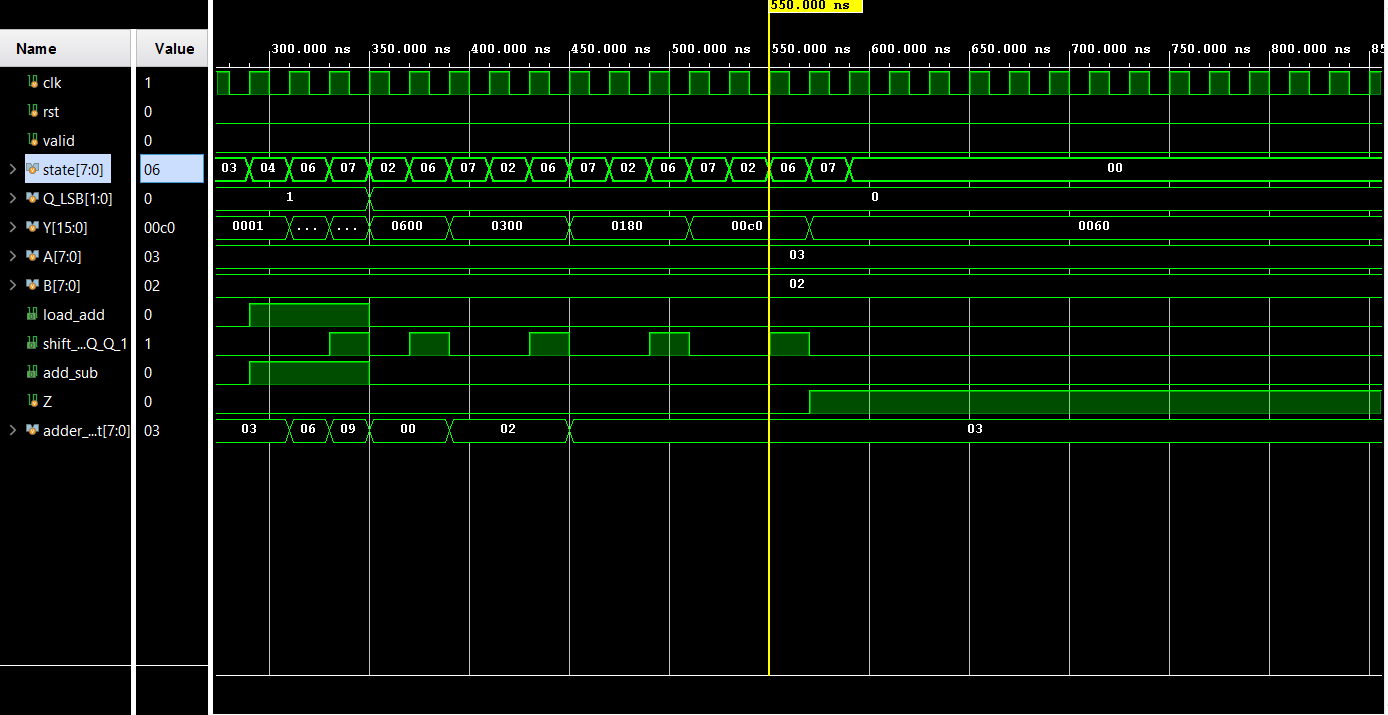 550.000 ns
Name Value
300.000 ns 350.000 ns 400.000 ns 450.000 ns 500.000 ns 550.000 ns 600.000 ns 650.000 ns 700.000 ns 750.000 ns 800.000 ns 85
clk 1
rst 0
valid 0
state[7:0] 06 03 04 06 07 02 06 07 02 06 07 02 06 07 02 06 07 00
Q_LSB[1:0] 0 1 0
Y[15:0] 00c0 0001 ... ... 0600 0300 0180 00c0 0060
A[7:0] 03 03
B[7:0] 02 02
load_add 0
shift_...Q_Q_1 1
add_sub 0
Z 0
adder_...t[7:0] 03 03 06 09 00 02 03